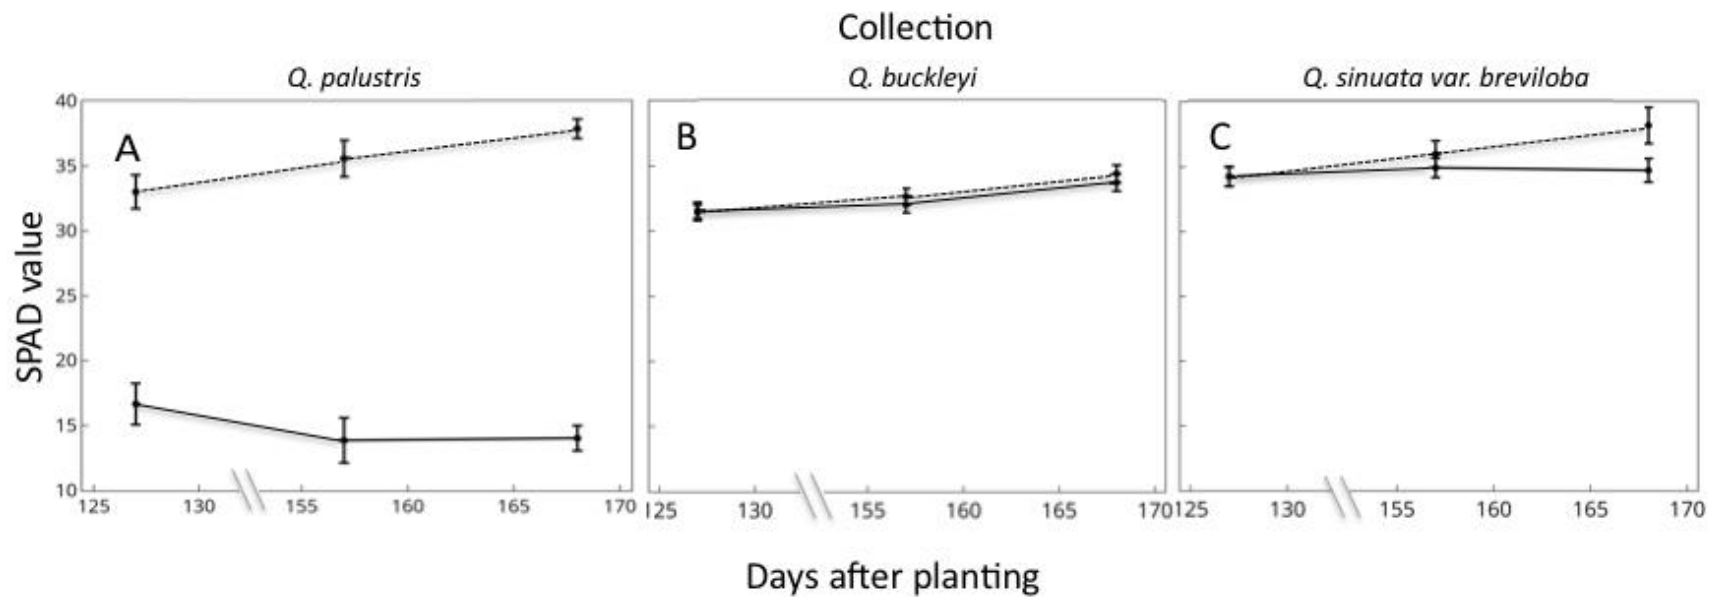 Collection
Q. palustris Q. buckleyi Q. sinuata var. breviloba
A B C
SPAD value
40
35
30
25
20
15
10
125 130 155 160 165 170 125 130 155 160 165 170 125 130 155 160 165 170
Days after planting